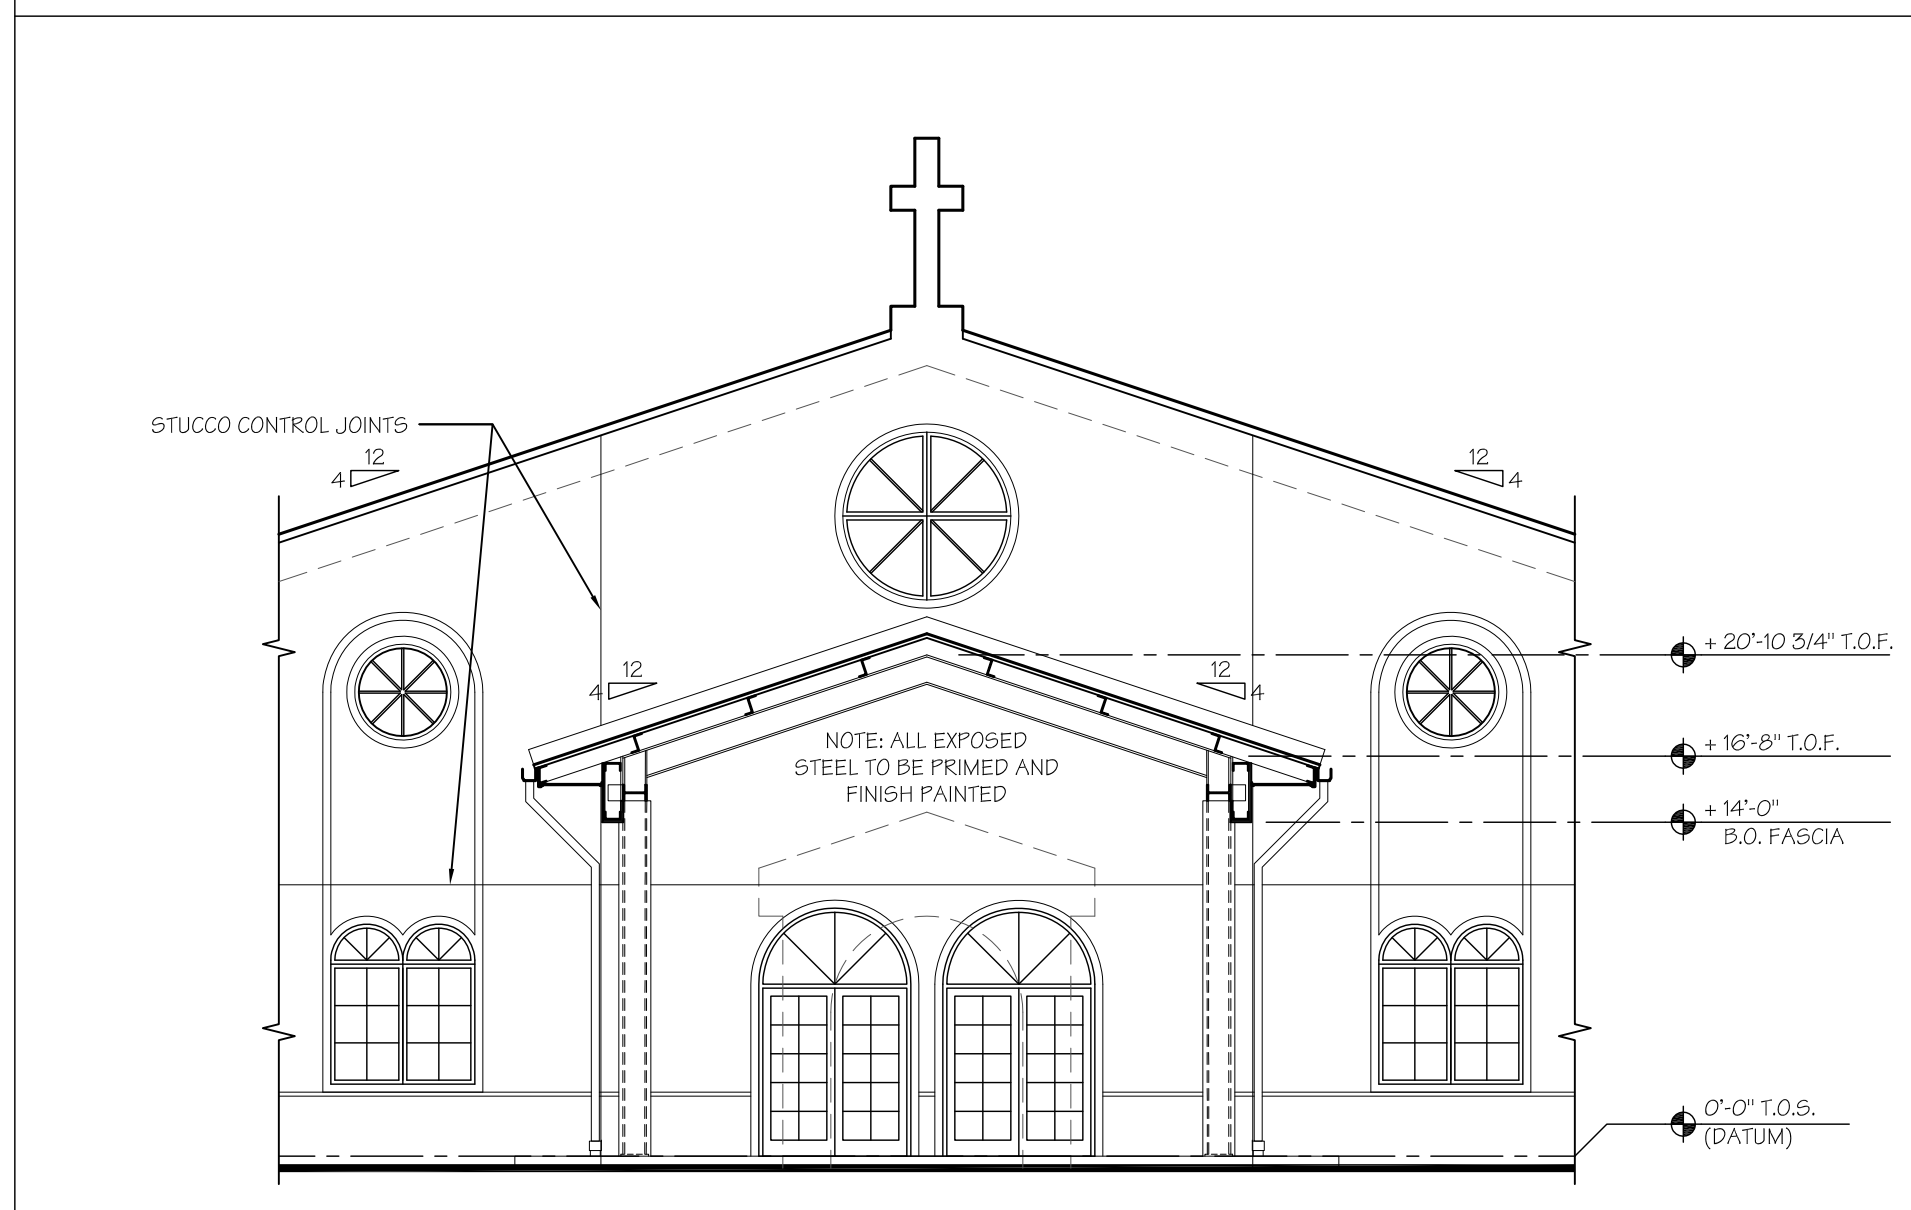 STUCCO CONTROL JOINTS
12
4
12
4
+ 20'-10 3/4" T.O.F.
12
4
12
4
NOTE: ALL EXPOSED
STEEL TO BE PRIMED AND
FINISH PAINTED
+ 16'-8" T.O.F.
+ 14'-0"
B.O. FASCIA
0'-0" T.O.S.
(DATUM)